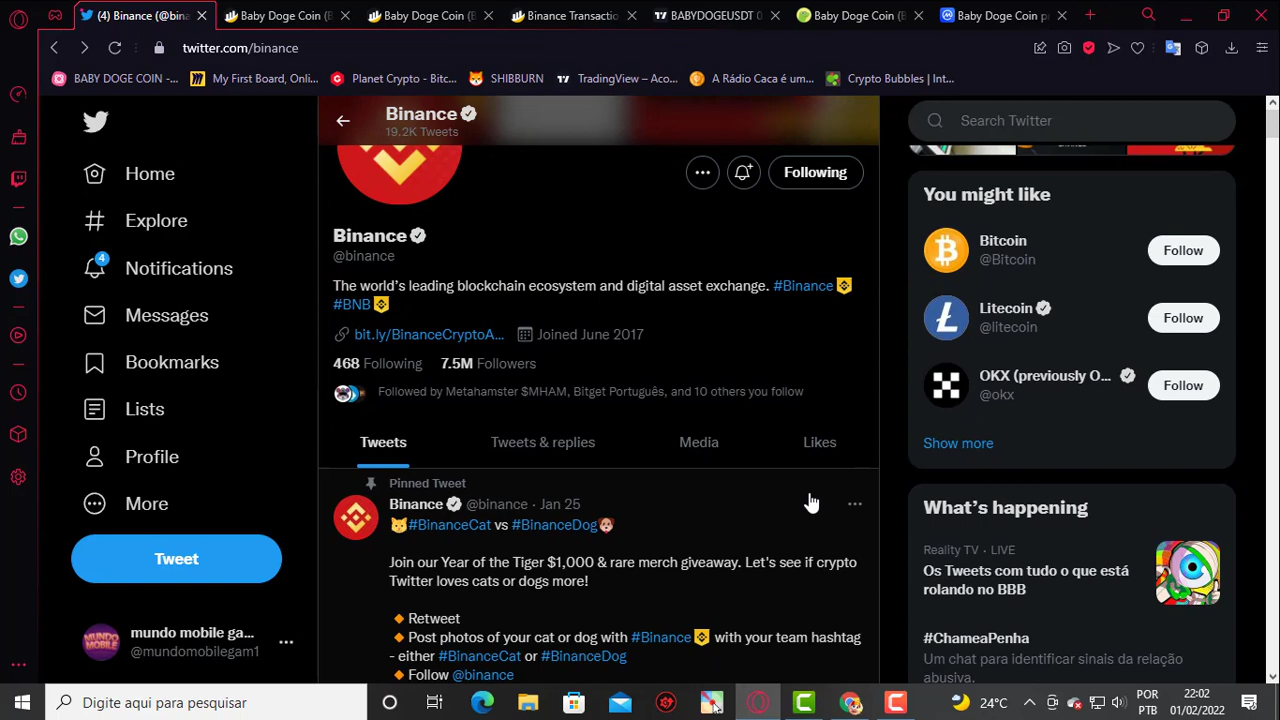 (4) Binance (@bina
Baby Doge Coin (B
Baby Doge Coin (B
Binance Transactio
BABYDOGEUSDT 0
Baby Doge Coin (B
Baby Doge Coin pr
twitter.com/binance
BABY DOGE COIN -...
My First Board, Onli...
Planet Crypto - Bitc...
SHIBBURN
TradingView – Aco...
A Rádio Caca é um...
Crypto Bubbles | Int...
Home
Explore
4
Notifications
Messages
Bookmarks
Lists
Profile
More
Tweet
mundo mobile ga...
@mundomobilegam1
Binance
19.2K Tweets
Following
Binance
@binance
The world's leading blockchain ecosystem and digital asset exchange. #Binance
#BNB
bit.ly/BinanceCryptoA... Joined June 2017
468 Following 7.5M Followers
Followed by Metahamster $MHAM, Bitget Português, and 10 others you follow
Tweets Tweets & replies Media Likes
Pinned Tweet
Binance @binance · Jan 25
#BinanceCat vs #BinanceDog
Join our Year of the Tiger $1,000 & rare merch giveaway. Let's see if crypto
Twitter loves cats or dogs more!
🔸Retweet
🔸Post photos of your cat or dog with #Binance with your team hashtag
- either #BinanceCat or #BinanceDog
🔸Follow @binance
Search Twitter
You might like
Bitcoin
@Bitcoin
Follow
Litecoin
@litecoin
Follow
OKX (previously O...
@okx
Follow
Show more
What's happening
Reality TV · LIVE
Os Tweets com tudo o que está
rolando no BBB
#ChameaPenha
Um chat para identificar sinais da relação
abusiva.
Digite aqui para pesquisar
24°C
POR
PTB
22:02
01/02/2022